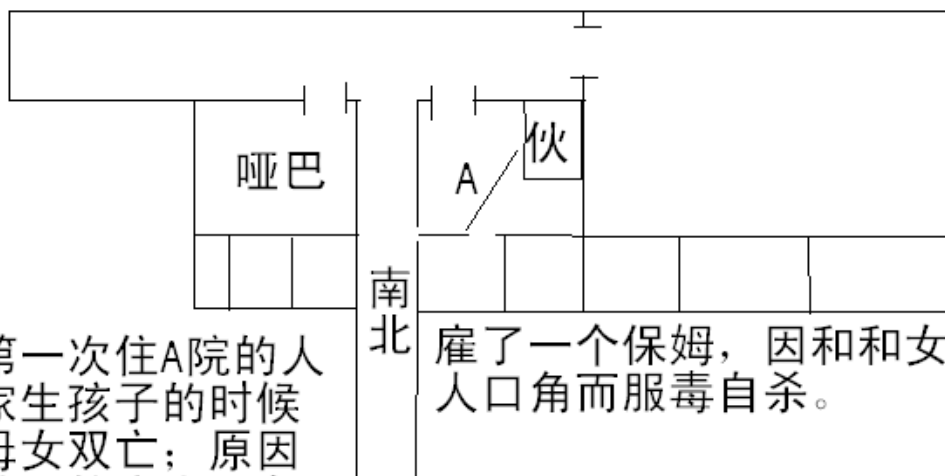 哑巴
A
伙
南
北
第一次住A院的人
家生孩子的时候
母女双亡；原因
雇了一个保姆，因和和女
人口角而服毒自杀。